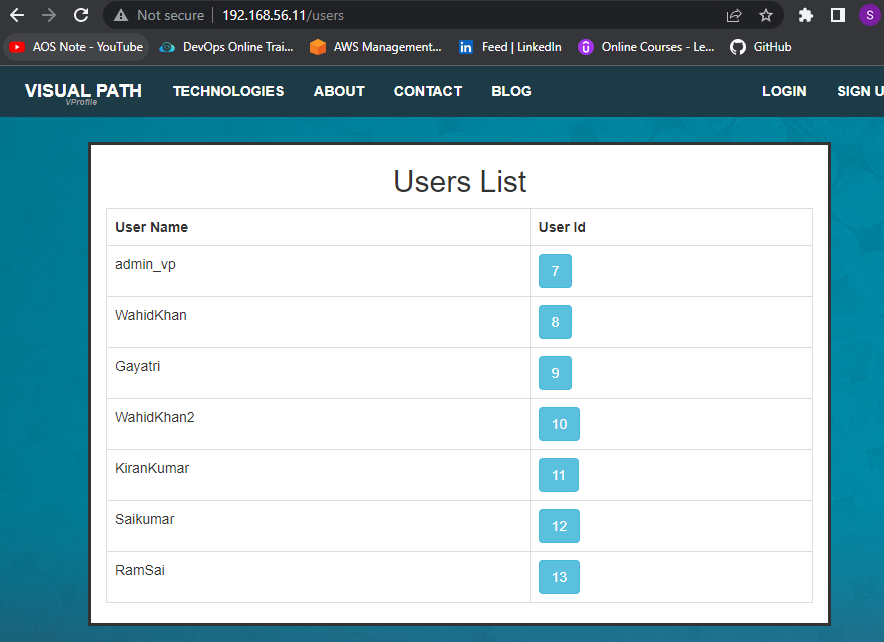 Not secure 192.168.56.11/users S
AOS Note - YouTube DevOps Online Trai... AWS Management... in Feed | LinkedIn Online Courses - Le... GitHub
VISUAL PATH TECHNOLOGIES ABOUT CONTACT BLOG LOGIN SIGN U
VProfile
Users List
User Name User Id
admin_vp 7
WahidKhan 8
Gayatri 9
WahidKhan2 10
KiranKumar 11
Saikumar 12
RamSai 13